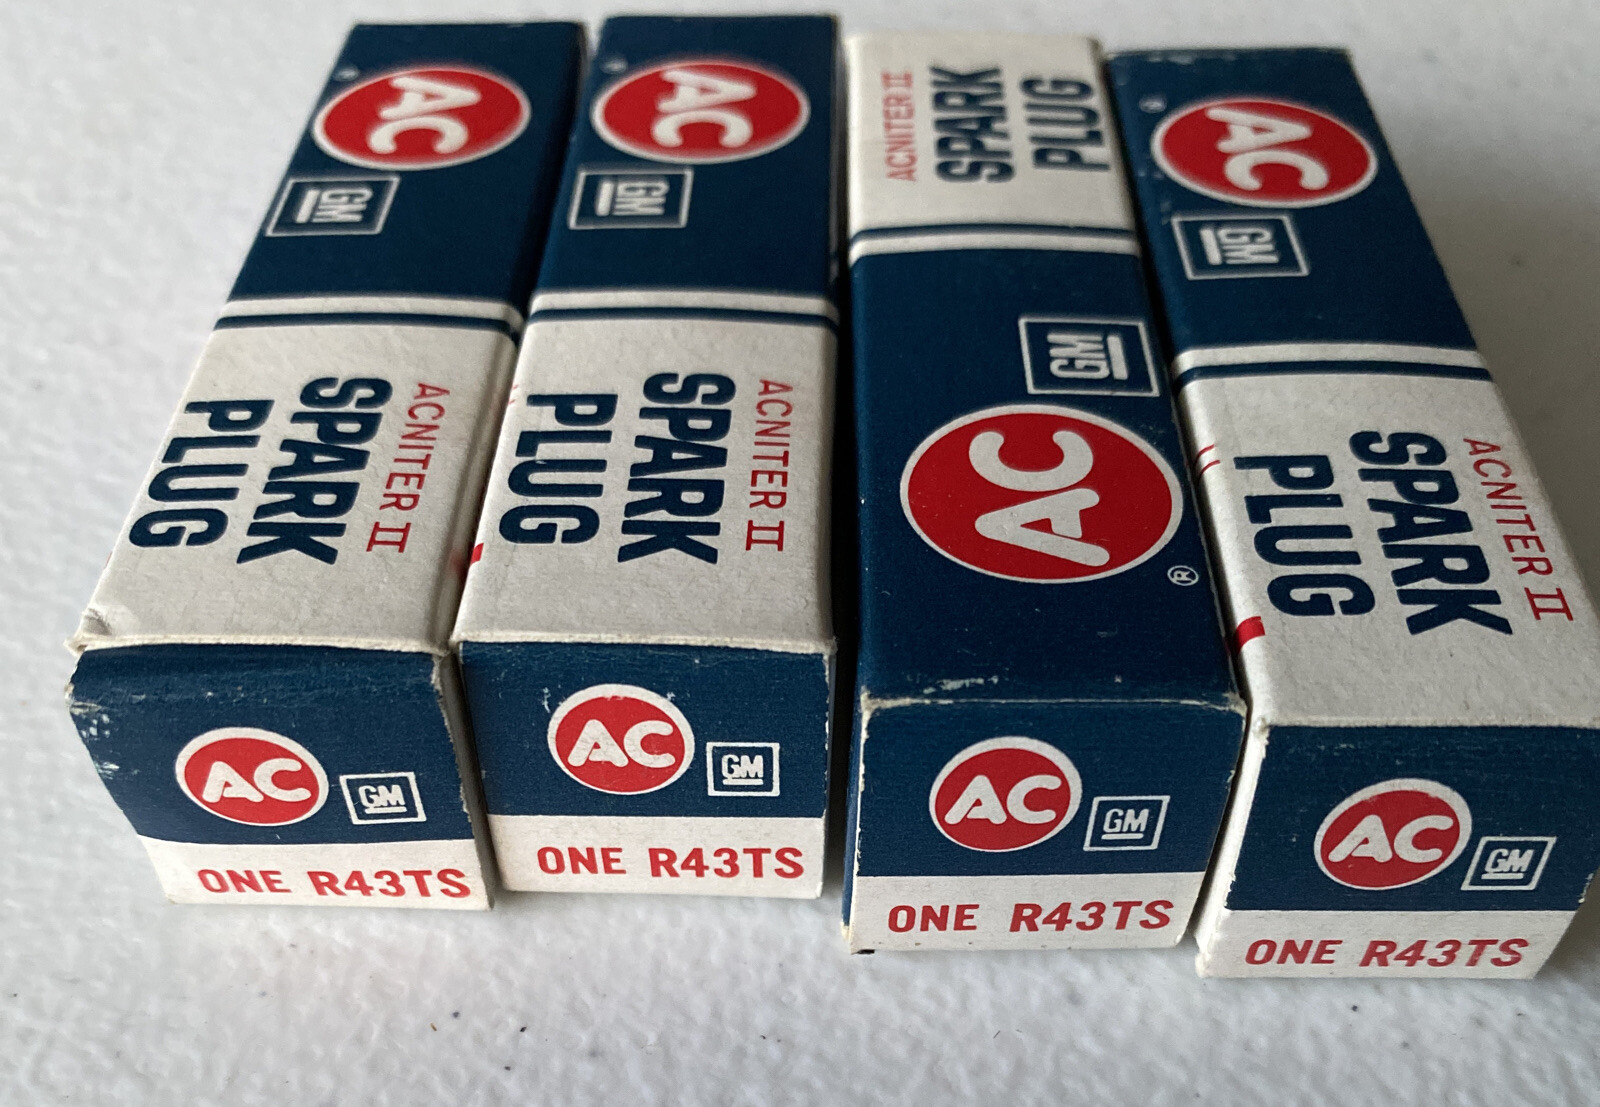 AC
GM
ACNITER II
SPARK
PLUG
AC
GM
ONE R43TS
AC
GM
ACNITER II
SPARK
PLUG
AC
GM
ONE R43TS
ACNITER II
SPARK
PLUG
GM
AC
®
AC
GM
ONE R43TS
AC
GM
ACNITER II
SPARK
PLUG
AC
GM
ONE R43TS